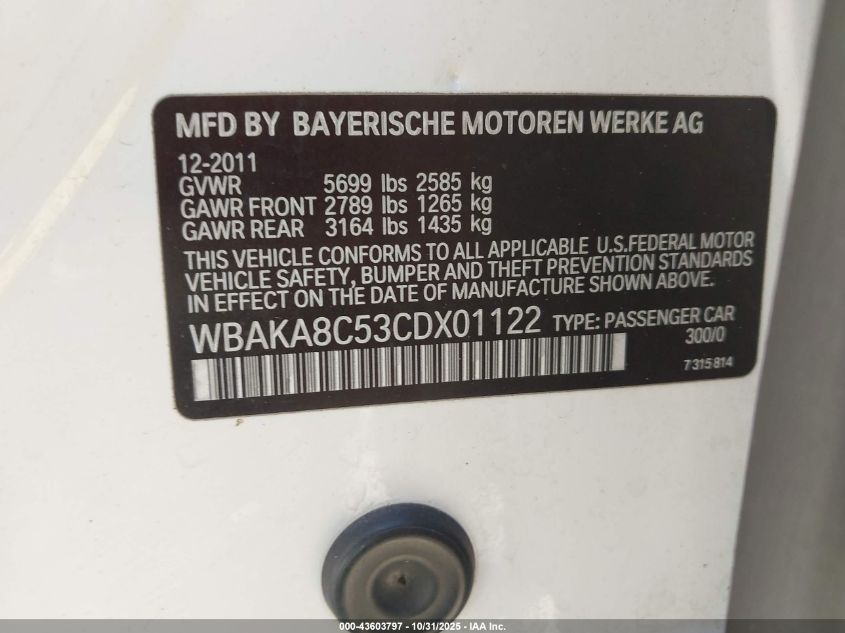 MFD BY BAYERISCHE MOTOREN WERKE AG
12-2011
GVWR 5699 lbs 2585 kg
GAWR FRONT 2789 lbs 1265 kg
GAWR REAR 3164 lbs 1435 kg
THIS VEHICLE CONFORMS TO ALL APPLICABLE U.S.FEDERAL MOTOR
VEHICLE SAFETY, BUMPER AND THEFT PREVENTION STANDARDS
IN EFFECT ON THE DATE OF MANUFACTURE SHOWN ABOVE.
WBAKA8C53CDX01122 TYPE: PASSENGER CAR
300/0
7315814
000-43603797 - 10/31/2025 - IAA Inc.